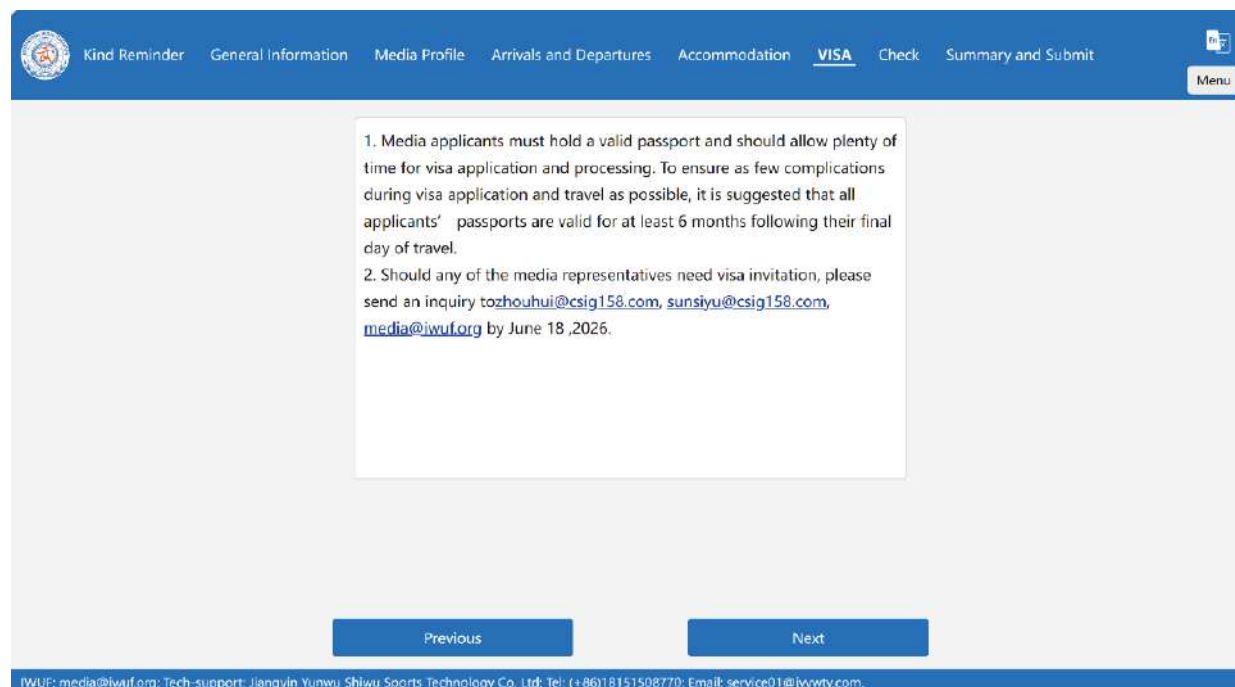 Kind Reminder General Information Media Profile Arrivals and Departures Accommodation VISA Check Summary and Submit
Menu
1. Media applicants must hold a valid passport and should allow plenty of
time for visa application and processing. To ensure as few complications
during visa application and travel as possible, it is suggested that all
applicants’ passports are valid for at least 6 months following their final
day of travel.
2. Should any of the media representatives need visa invitation, please
send an inquiry tozhouhui@csig158.com, sunsiyu@csig158.com,
media@iwuf.org by June 18 ,2026.
Previous Next
IWUF: media@iwuf.org; Tech-support: Jiangyin Yunwu Shiwu Sports Technology Co. Ltd; Tel: (+86)18151508770; Email: